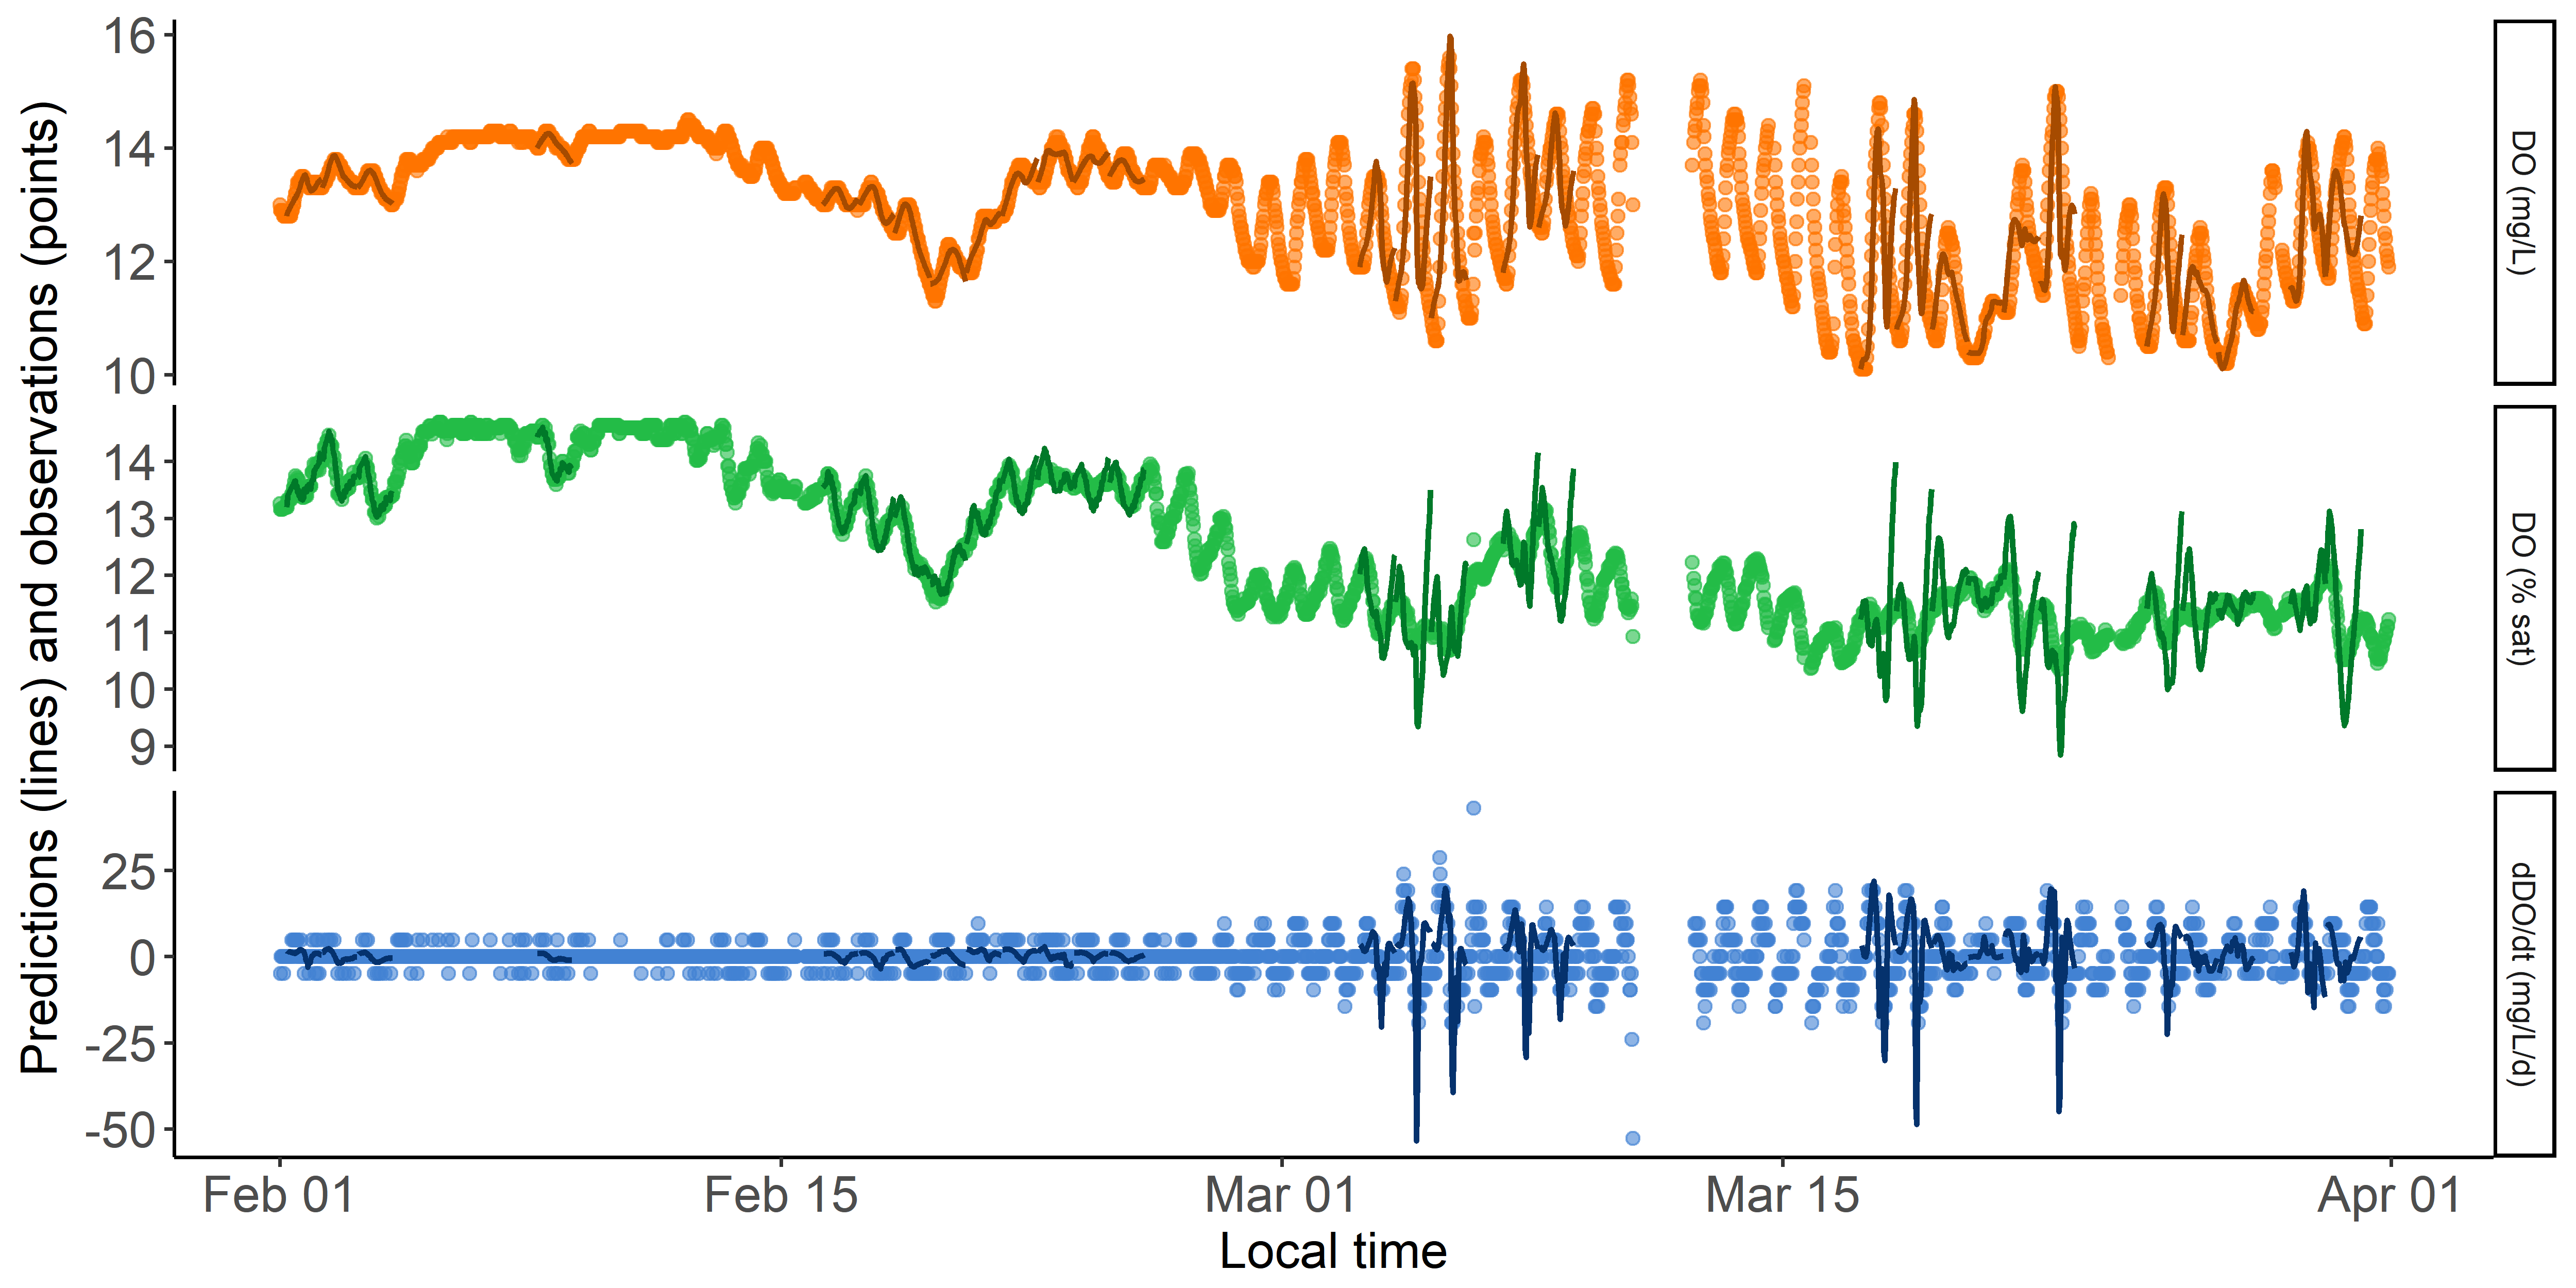 Predictions (lines) and observations (points)
16
14
12
10
DO (mg/L)
14
13
12
11
10
9
DO (% sat)
25
0
-25
-50
dDO/dt (mg/L/d)
Feb 01
Feb 15
Mar 01
Mar 15
Apr 01
Local time